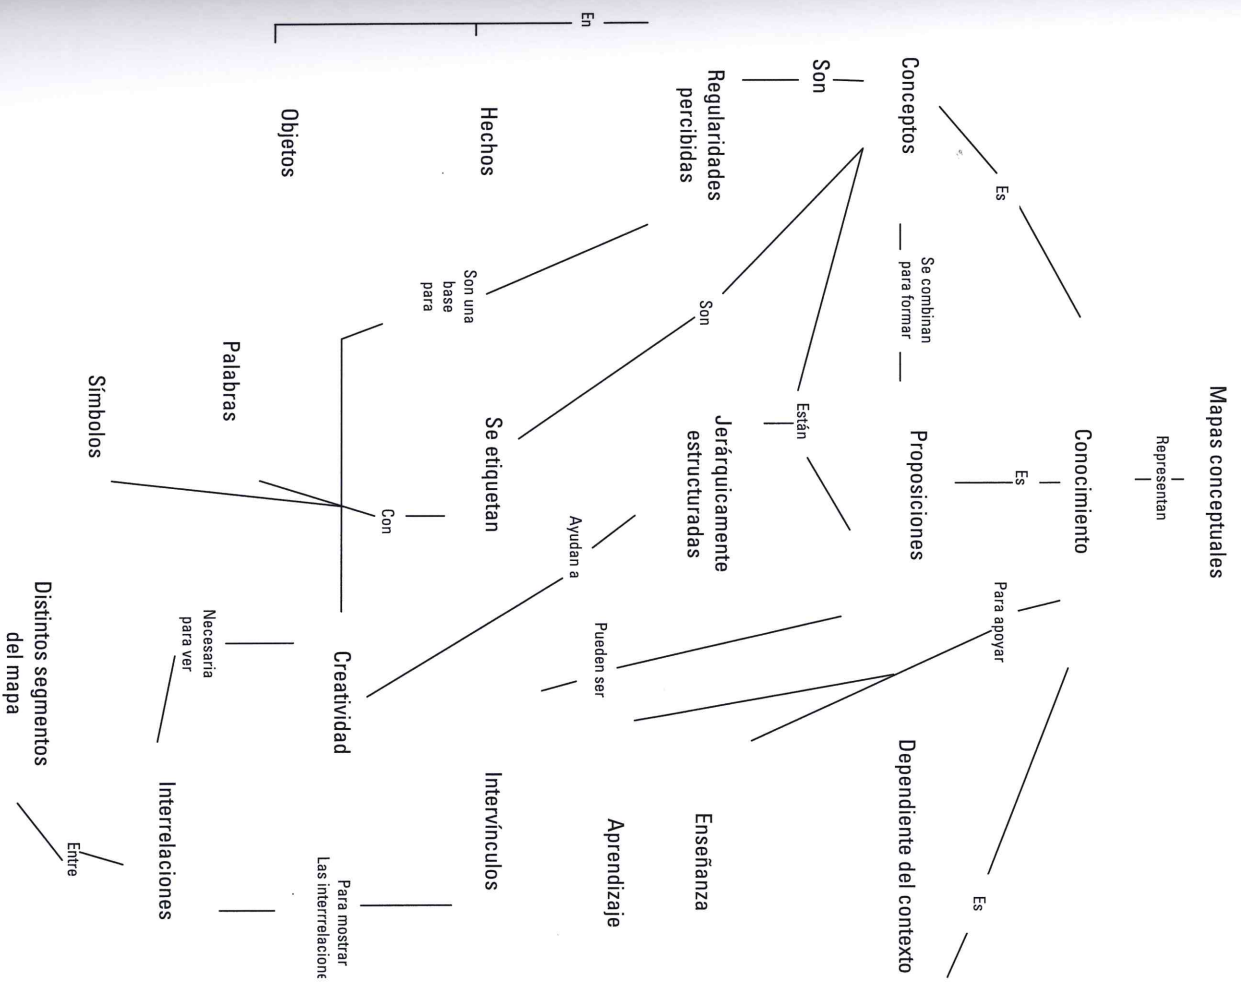 Mapas conceptuales
Representan
Conocimiento
Es
Es
Para apoyar
Es
Conceptos
Se combinan
para formar
Proposiciones
Dependiente del contexto
Son
Están
Regularidades
percibidas
Son
Jerárquicamente
estructuradas
Enseñanza
Aprendizaje
En
Pueden ser
Ayudan a
Hechos
Son una
base
para
Se etiquetan
Intervínculos
Con
Objetos
Creatividad
Para mostrar
Las interrrelacione
Palabras
Necesaria
para ver
Interrelaciones
Símbolos
Entre
Distintos segmentos
del mapa